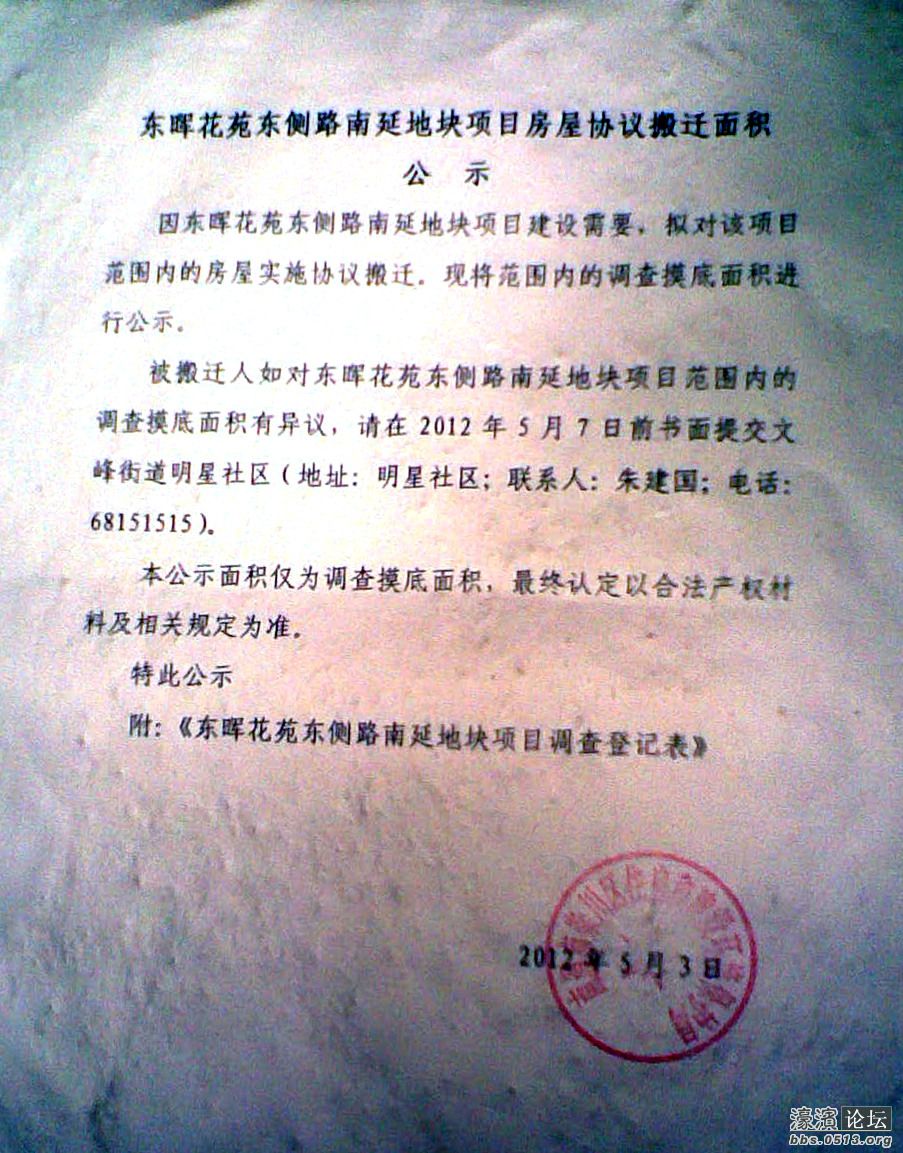 东晖花苑东侧路南延地块项目房屋协议搬迁面积
公 示
因东晖花苑东侧路南延地块项目建设需要，拟对该项目
范围内的房屋实施协议搬迁。现将范围内的调查摸底面积进
行公示。
被搬迁人如对东晖花苑东侧路南延地块项目范围内的
调查摸底面积有异议，请在 2012 年 5 月 7 日前书面提交文
峰街道明星社区（地址：明星社区；联系人：朱建国；电话：
68151515）。
本公示面积仅为调查摸底面积，最终认定以合法产权材
料及相关规定为准。
特此公示
附：《东晖花苑东侧路南延地块项目调查登记表》
2012 年 5 月 3 日
濠滨论坛
bbs.0513.org